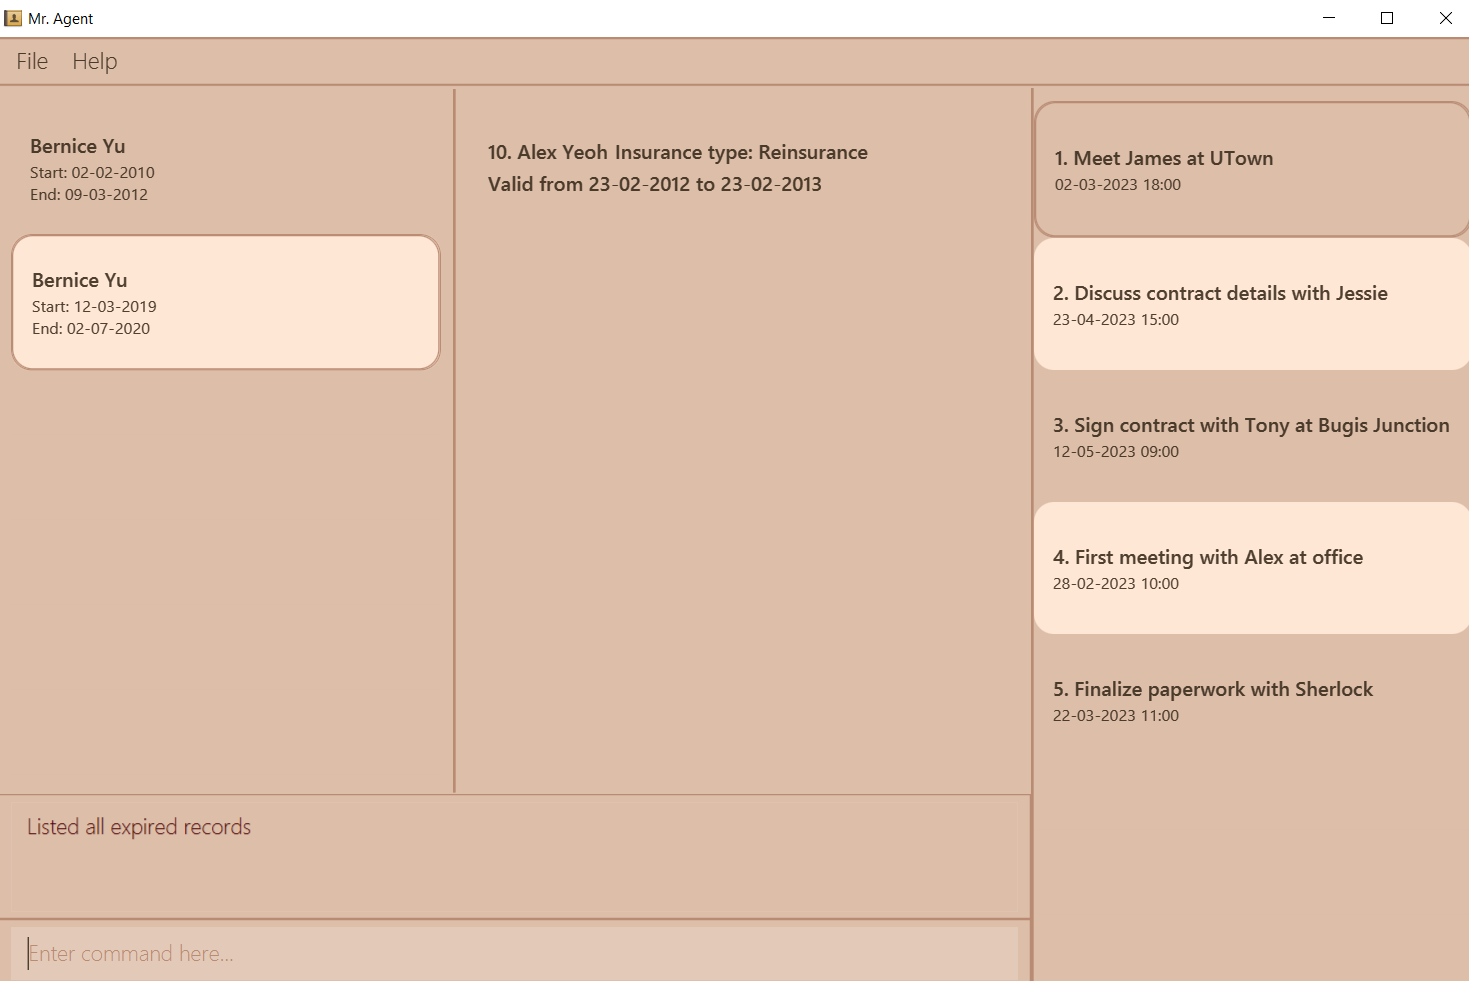 Mr. Agent
File Help
Bernice Yu
Start: 02-02-2010
End: 09-03-2012
Bernice Yu
Start: 12-03-2019
End: 02-07-2020
10. Alex Yeoh Insurance type: Reinsurance
Valid from 23-02-2012 to 23-02-2013
1. Meet James at UTown
02-03-2023 18:00
2. Discuss contract details with Jessie
23-04-2023 15:00
3. Sign contract with Tony at Bugis Junction
12-05-2023 09:00
4. First meeting with Alex at office
28-02-2023 10:00
5. Finalize paperwork with Sherlock
22-03-2023 11:00
Listed all expired records
Enter command here...